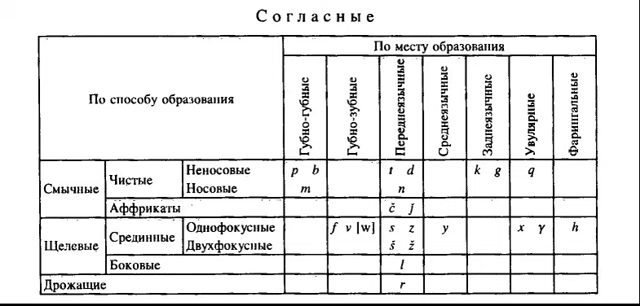 Согласные
По способу образования
По месту образования
Губно-губные
Губно-зубные
Переднеязычные
Среднеязычные
Заднеязычные
Увулярные
Фарингальные
Смычные Чистые Неносовые p b t d k g q
Носовые m n
Аффрикаты č ǰ
Щелевые Срединные Однофокусные f v [w] s z y x γ h
Двухфокусные š ž
Боковые l
Дрожащие r